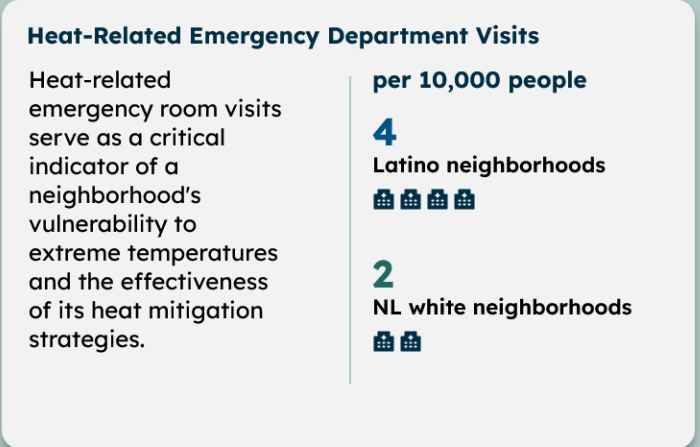 Heat-Related Emergency Department Visits
Heat-related
emergency room visits
serve as a critical
indicator of a
neighborhood's
vulnerability to
extreme temperatures
and the effectiveness
of its heat mitigation
strategies.
per 10,000 people
4
Latino neighborhoods
2
NL white neighborhoods